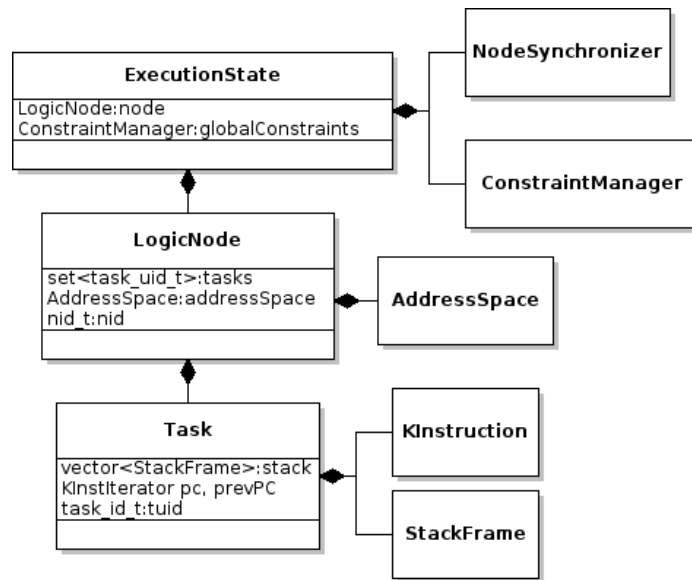 ExecutionState
LogicNode:node
ConstraintManager:globalConstraints
NodeSynchronizer
ConstraintManager
LogicNode
set<task_uid_t>:tasks
AddressSpace:addressSpace
nid_t:nid
AddressSpace
Task
vector<StackFrame>:stack
KInstIterator pc, prevPC
task_id_t:tuid
KInstruction
StackFrame